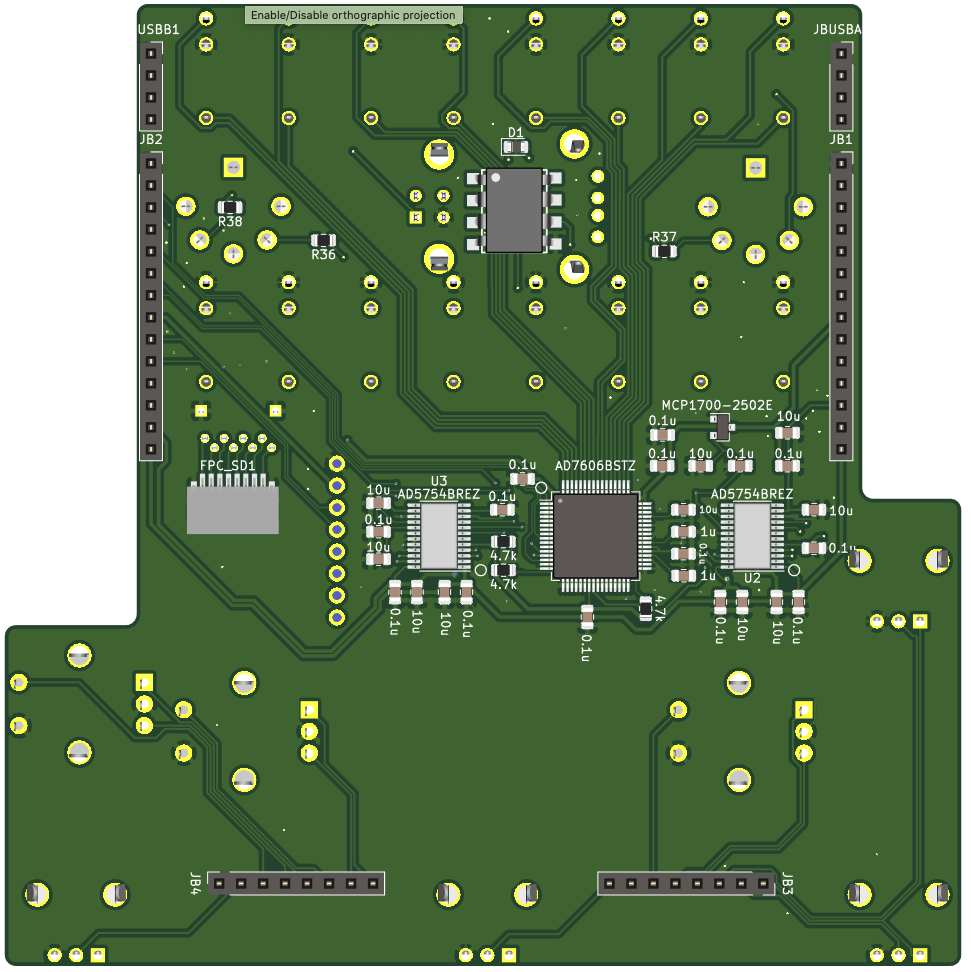 Enable/Disable orthographic projection
USBB1
JBUSBA
JB2
D1
JB1
R38
R36
R37
MCP1700-2502E
0.1u
10u
0.1u
10u
0.1u
0.1u
FPC_SD1
0.1u
AD7606BSTZ
U3
AD5754BREZ
10u
0.1u
10u
0.1u
4.7k
4.7k
10u
1u
0.1u
1u
AD5754BREZ
10u
0.1u
U2
0.1u
10u
10u
0.1u
0.1u
4.7k
0.1u
10u
10u
0.1u
JB4
JB3